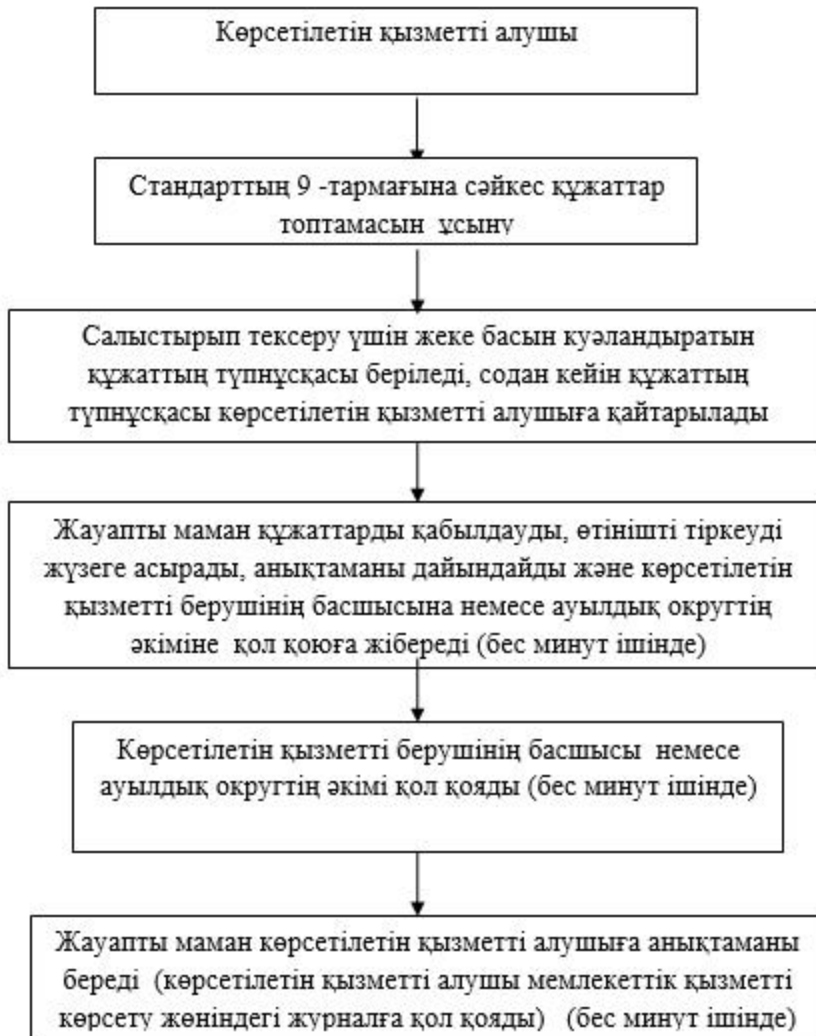 Көрсетілетін қызметті алушы
Стандарттың 9 -тармағына сәйкес құжаттар
топтамасын ұсыну
Салыстырып тексеру үшін жеке басын куәландыратын
құжаттың түпнұсқасы беріледі, содан кейін құжаттың
түпнұсқасы көрсетілетін қызметті алушыға қайтарылады
Жауапты маман құжаттарды қабылдауды, өтінішті тіркеуді
жүзеге асырады, анықтаманы дайындайды және көрсетілетін
қызметті берушінің басшысына немесе ауылдық округтің
әкіміне қол қоюға жібереді (бес минут ішінде)
Көрсетілетін қызметті берушінің басшысы немесе
ауылдық округтің әкімі қол қояды (бес минут ішінде)
Жауапты маман көрсетілетін қызметті алушыға анықтаманы
береді (көрсетілетін қызметті алушы мемлекеттік қызметті
көрсету жөніндегі журналға қол қояды) (бес минут ішінде)